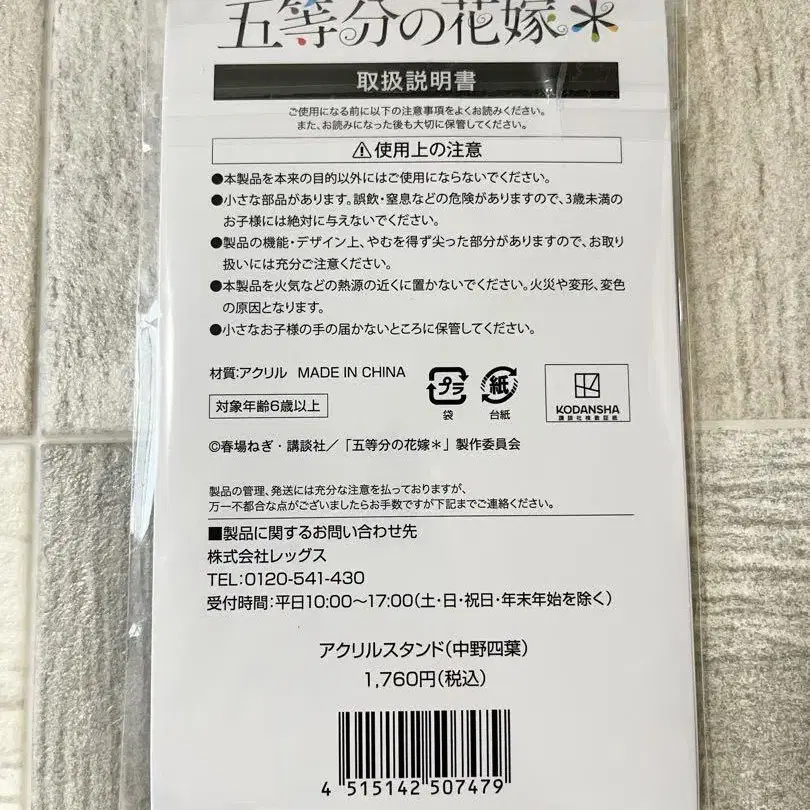 五等分の花嫁＊
取扱説明書
ご使用になる前に以下の注意事項をよくお読みください。
また、お読みになった後も大切に保管してください。
⚠使用上の注意
●本製品を本来の目的以外にはご使用にならないでください。
●小さな部品があります。誤飲・窒息などの危険がありますので、3歳未満の
お子様には絶対に与えないでください。
●製品の機能・デザイン上、やむを得ず尖った部分がありますので、お取り
扱いには充分ご注意ください。
●本製品を火気などの熱源の近くに置かないでください。火災や変形、変色
の原因となります。
●小さなお子様の手の届かないところに保管してください。
材質:アクリル MADE IN CHINA
対象年齢6歳以上
プラ
袋
紙
台紙
KODANSHA
講談社検数証紙
©春場ねぎ・講談社／「五等分の花嫁＊」製作委員会
製品の管理、発送には充分な注意を払っておりますが、
万一不都合な点がございましたらお手数ですが下記までご連絡ください。
■製品に関するお問い合わせ先
株式会社レッグス
TEL:0120-541-430
受付時間:平日10:00〜17:00(土・日・祝日・年末年始を除く)
アクリルスタンド(中野四葉)
1,760円(税込)
4 515142 507479